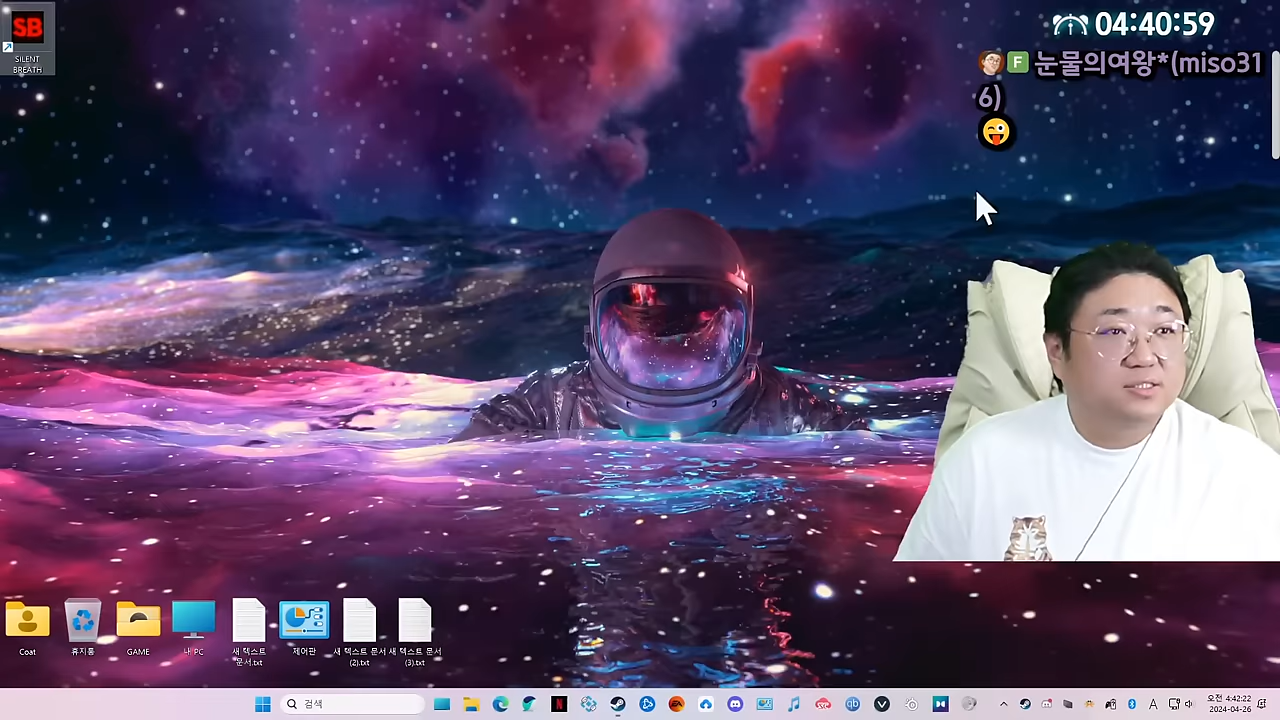 SB
SILENT
BREATH
04:40:59
F 눈물의여왕*(miso31
6)
Coat
휴지통
GAME
내 PC
새 텍스트
문서.txt
제어판
새 텍스트 문서
(2).txt
새 텍스트 문서
(3).txt
검색
A
오전 4:42:22
2024-04-26